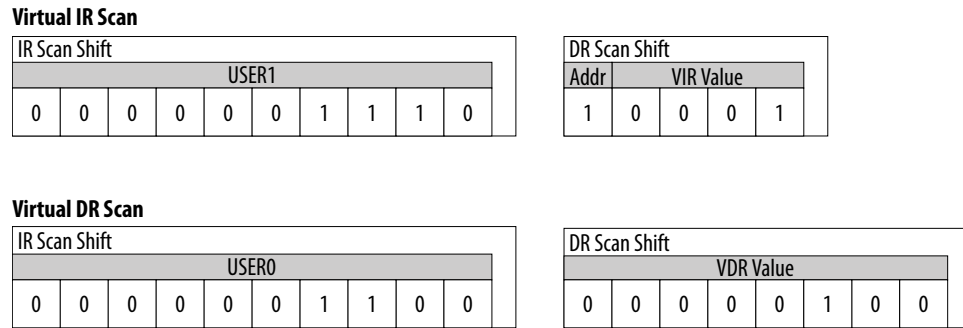 Virtual IR Scan
IR Scan Shift
USER1
0 0 0 0 0 0 1 1 1 0
DR Scan Shift
Addr VIR Value
1 0 0 0 1
Virtual DR Scan
IR Scan Shift
USER0
0 0 0 0 0 0 1 1 0 0
DR Scan Shift
VDR Value
0 0 0 0 0 1 0 0